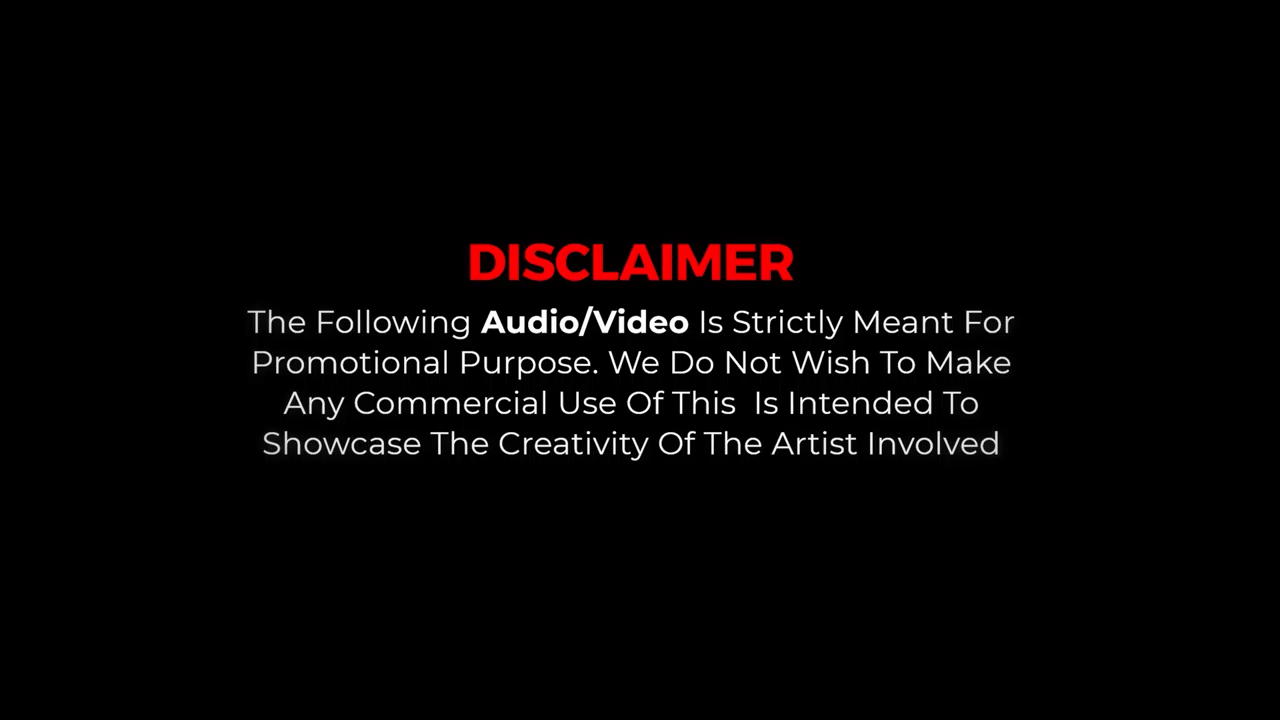 DISCLAIMER
The Following Audio/Video Is Strictly Meant For
Promotional Purpose. We Do Not Wish To Make
Any Commercial Use Of This  Is Intended To
Showcase The Creativity Of The Artist Involved